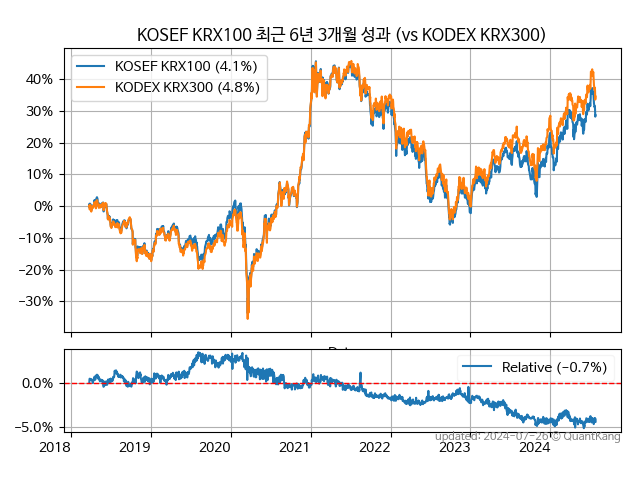 KOSEF KRX100 최근 6년 3개월 성과 (vs KODEX KRX300)
KOSEF KRX100 (4.1%)
KODEX KRX300 (4.8%)
40%
30%
20%
10%
0%
−10%
−20%
−30%
Relative (−0.7%)
0.0%
−5.0%
2018 2019 2020 2021 2022 2023 2024
updated: 2024-07-26 © QuantKang